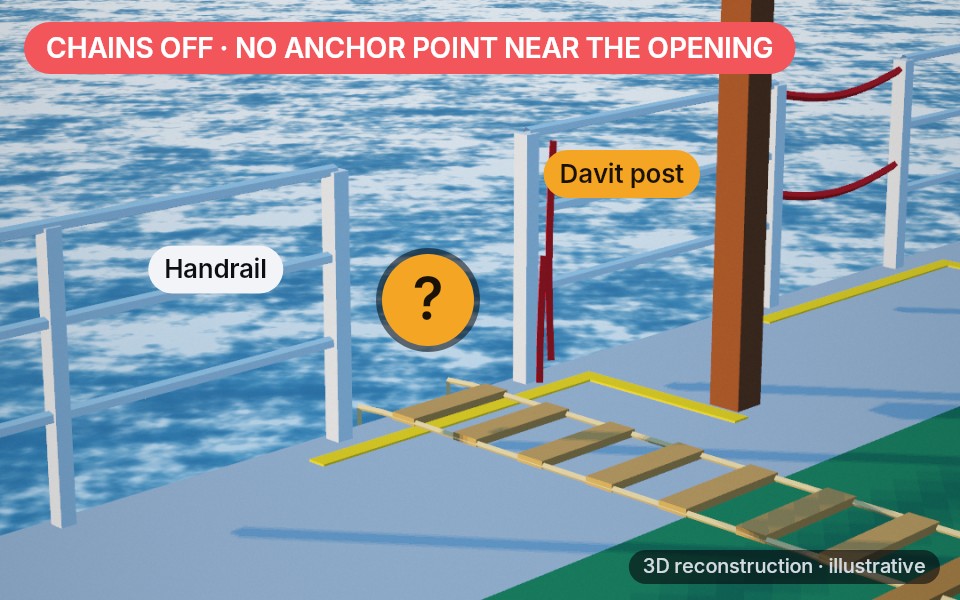 CHAINS OFF · NO ANCHOR POINT NEAR THE OPENING
Davit post
Handrail
?
3D reconstruction · illustrative